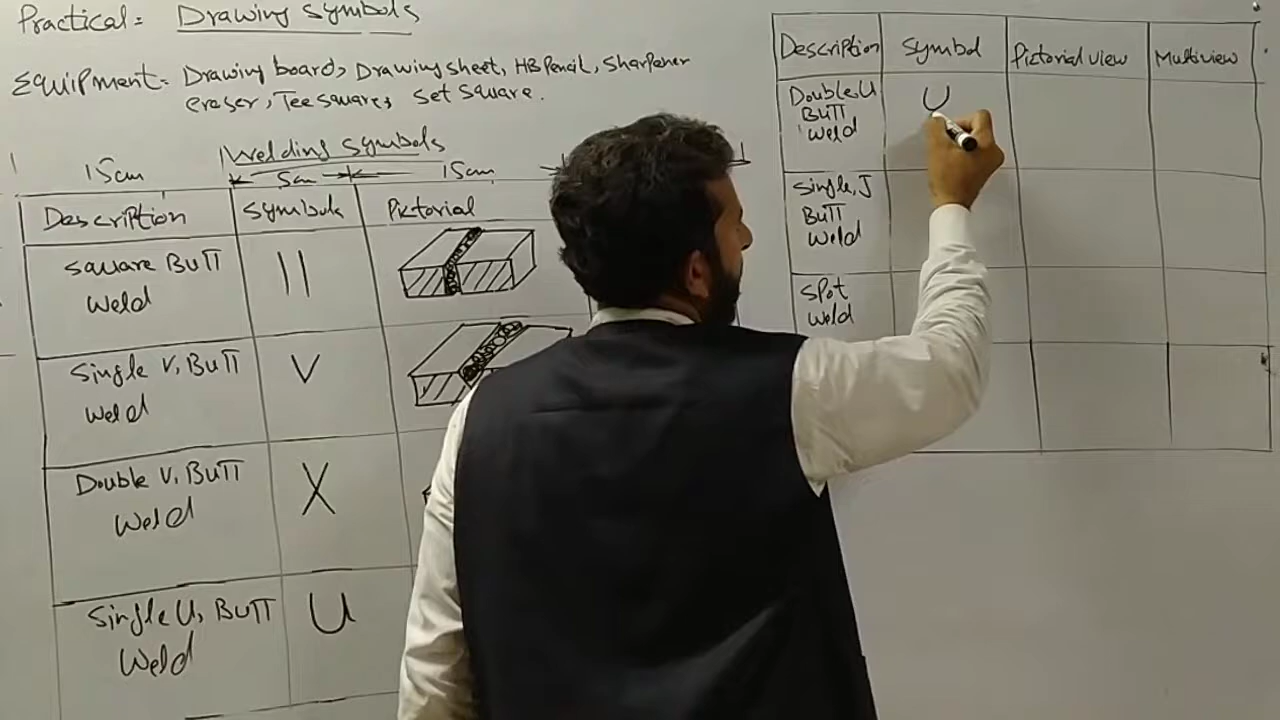 Practical = Drawing symbols
Equipment = Drawing board, Drawing sheet, HB Pencil, Sharpener
eraser, Tee square, set square.
Welding symbols
15cm 5cm 15cm
Description Symbols Pictorial
square Butt
Weld
||
Single V, Butt
Weld
V
Double V, Butt
Weld
X
Single U, Butt
Weld
U
Description Symbol Pictorial view Multiview
Double, U
Butt
Weld
U
Single, J
Butt
Weld
Spot
Weld